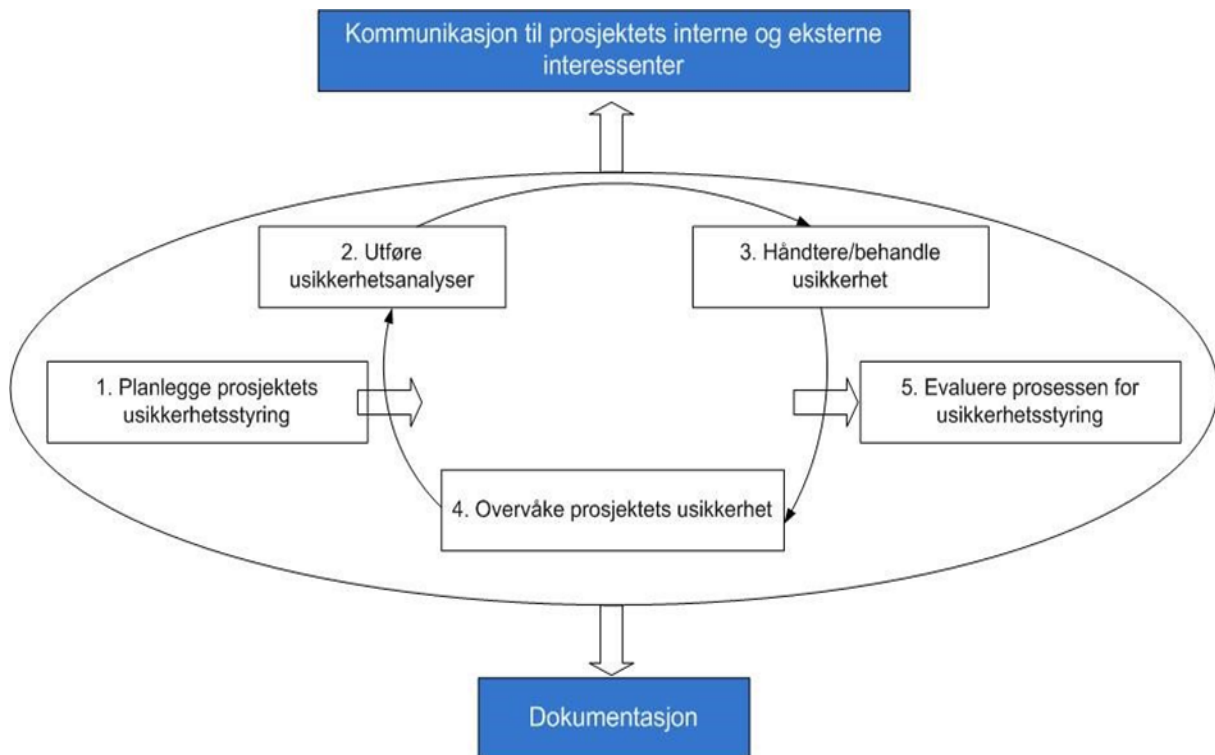 Kommunikasjon til prosjektets interne og eksterne
interessenter
2. Utføre
usikkerhetsanalyser
3. Håndtere/behandle
usikkerhet
1. Planlegge prosjektets
usikkerhetsstyring
5. Evaluere prosessen for
usikkerhetsstyring
4. Overvåke prosjektets usikkerhet
Dokumentasjon